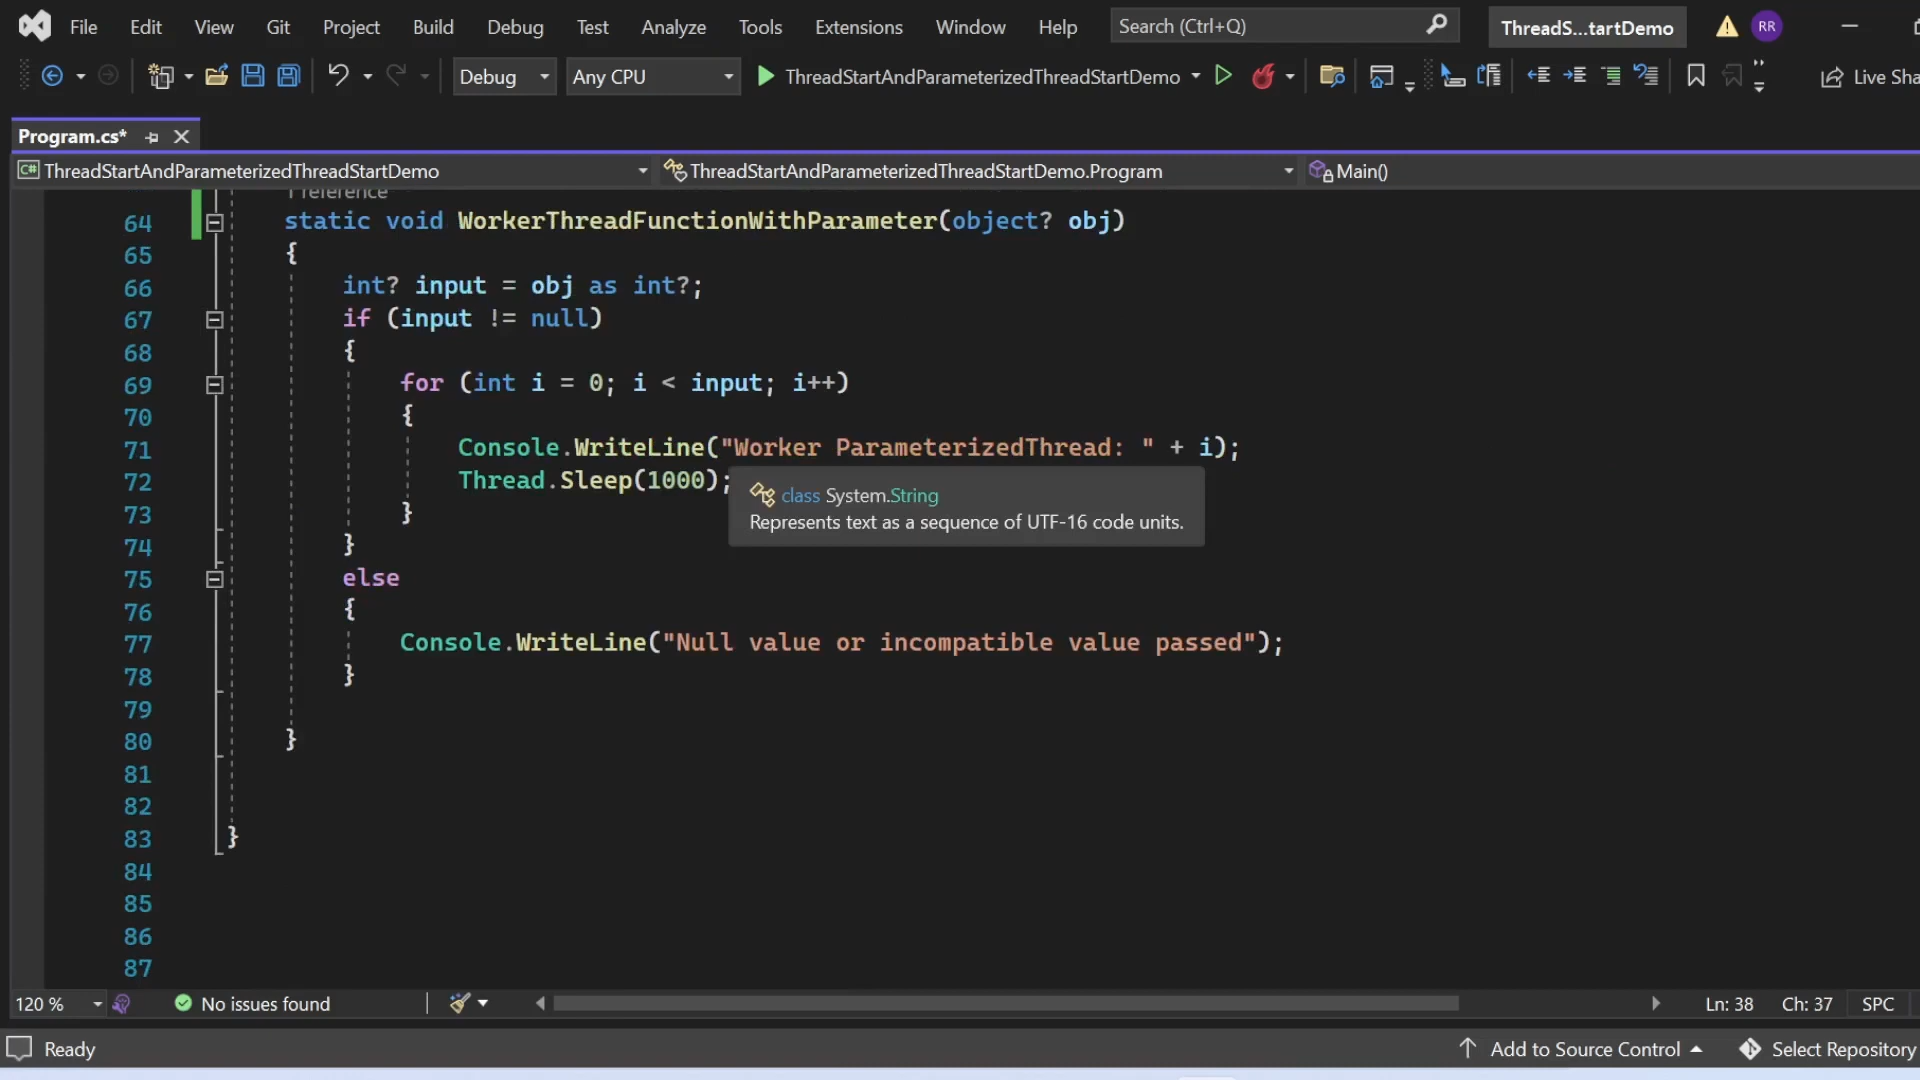 File Edit View Git Project Build Debug Test Analyze Tools Extensions Window Help Search (Ctrl+Q) ThreadS...tartDemo RR
Debug Any CPU ThreadStartAndParameterizedThreadStartDemo Live Sha
Program.cs*
C# ThreadStartAndParameterizedThreadStartDemo ThreadStartAndParameterizedThreadStartDemo.Program Main()
1 reference
64 static void WorkerThreadFunctionWithParameter(object? obj)
65 {
66 int? input = obj as int?;
67 if (input != null)
68 {
69 for (int i = 0; i < input; i++)
70 {
71 Console.WriteLine("Worker ParameterizedThread: " + i);
72 Thread.Sleep(1000);
class System.String
Represents text as a sequence of UTF-16 code units.
73 }
74 }
75 else
76 {
77 Console.WriteLine("Null value or incompatible value passed");
78 }
79
80 }
81
82
83 }
84
85
86
87
120 % No issues found Ln: 38 Ch: 37 SPC
Ready Add to Source Control Select Repository